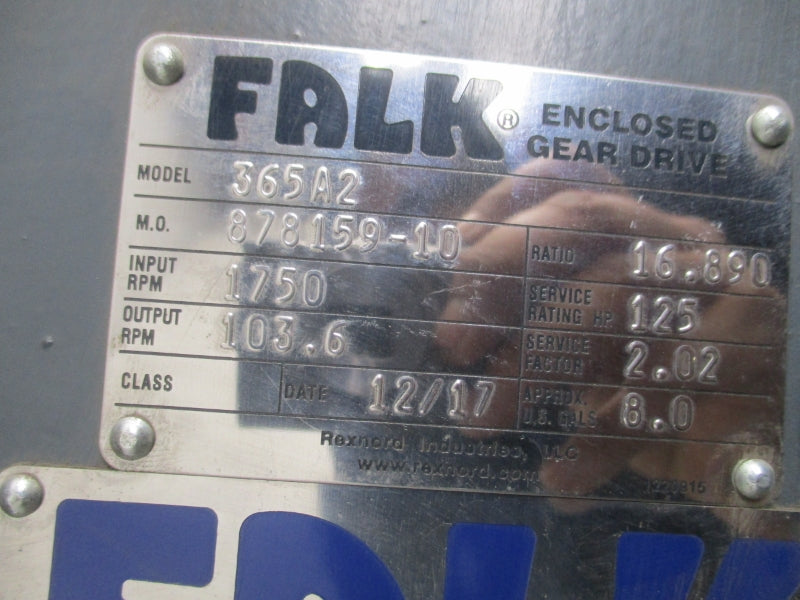 FALK® ENCLOSED
GEAR DRIVE
MODEL 365A2
M.O. 878159-10
RATIO 16.890
INPUT RPM 1750
SERVICE RATING HP 125
OUTPUT RPM 103.6
SERVICE FACTOR 2.02
CLASS
DATE 12/17
APPROX. U.S. GALS 8.0
Rexnord Industries, LLC
www.rexnord.com
FALK